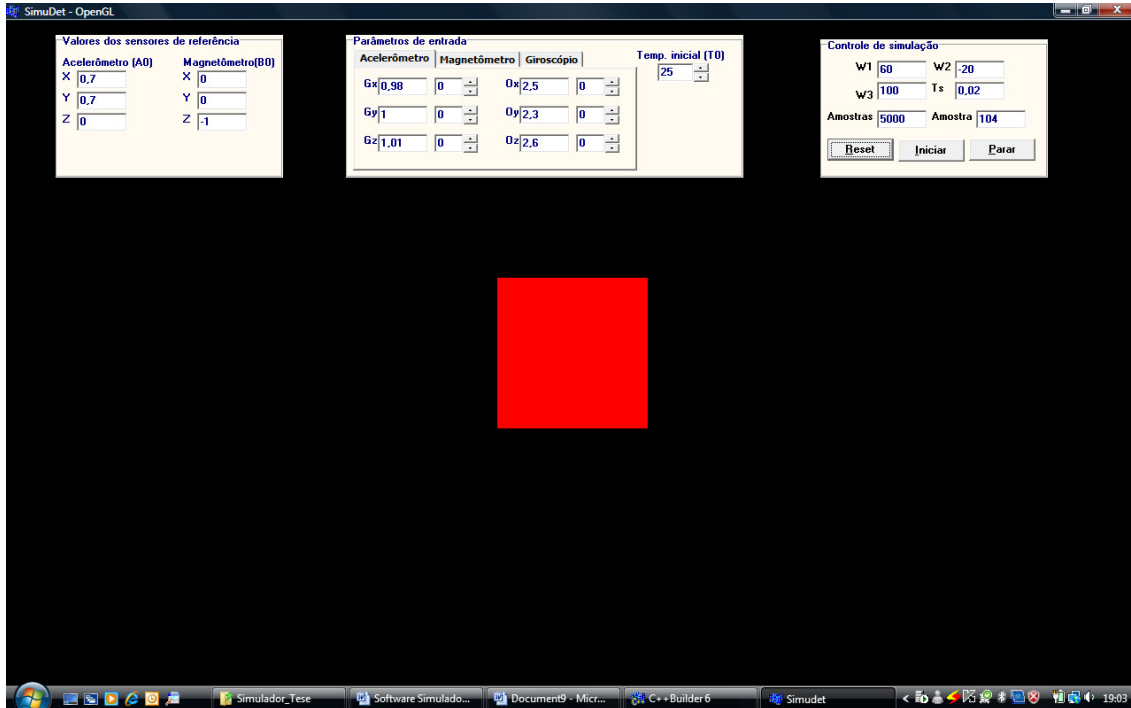 SimuDet - OpenGL
Valores dos sensores de referência
Acelerômetro (A0) Magnetômetro(B0)
X 0,7 X 0
Y 0,7 Y 0
Z 0 Z -1
Parâmetros de entrada
Acelerômetro Magnetômetro Giroscópio
Temp. inicial (T0)
25
Gx 0,98 0 Ox 2,5 0
Gy 1 0 Oy 2,3 0
Gz 1,01 0 Oz 2,6 0
Controle de simulação
W1 60 W2 -20
W3 100 Ts 0,02
Amostras 5000 Amostra 104
Reset Iniciar Parar
Simulador_Tese Software Simulado... Document9 - Micr... C++Builder 6 Simudet 19:03